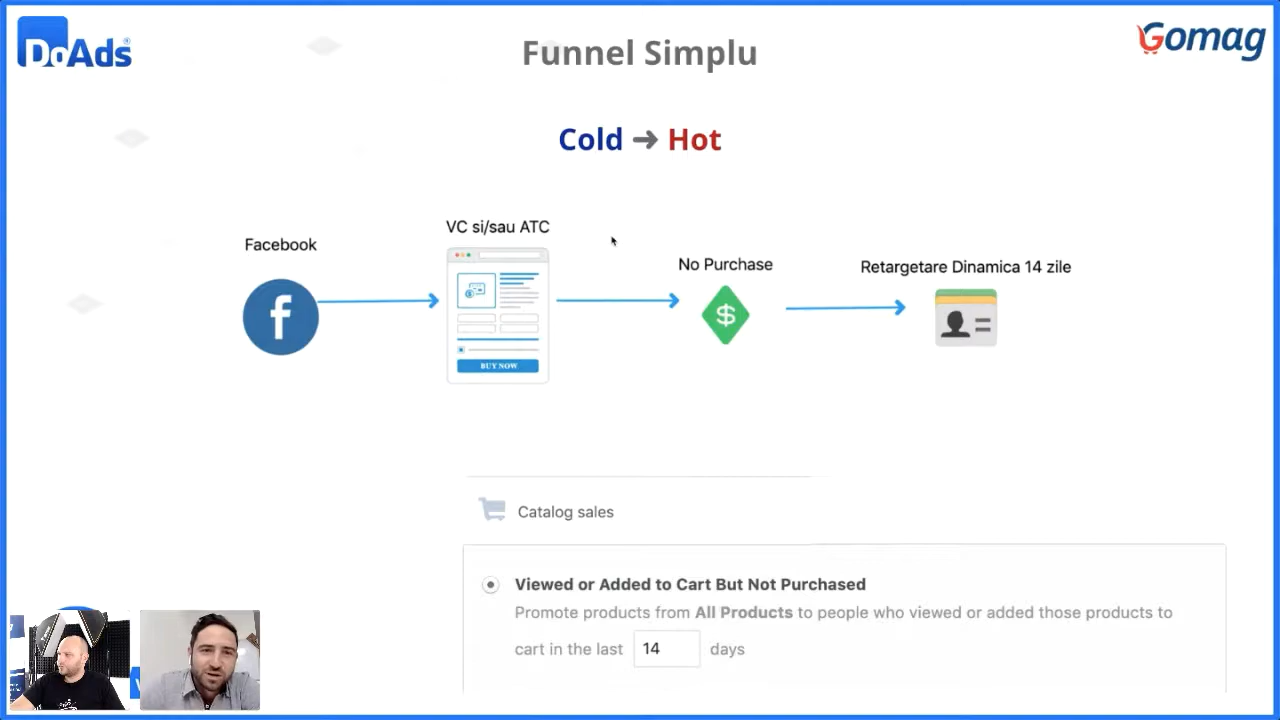 DoAds®
Funnel Simplu
Gomag
Cold ➜ Hot
Facebook
VC si/sau ATC
No Purchase
Retargetare Dinamica 14 zile
f
$
BUY NOW
Catalog sales
Viewed or Added to Cart But Not Purchased
Promote products from All Products to people who viewed or added those products to
cart in the last 14 days